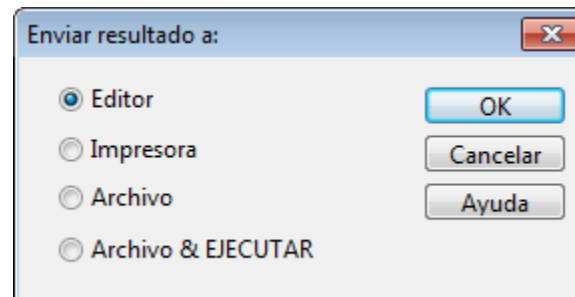 Enviar resultado a:
Editor
OK
Impresora
Cancelar
Archivo
Ayuda
Archivo & EJECUTAR